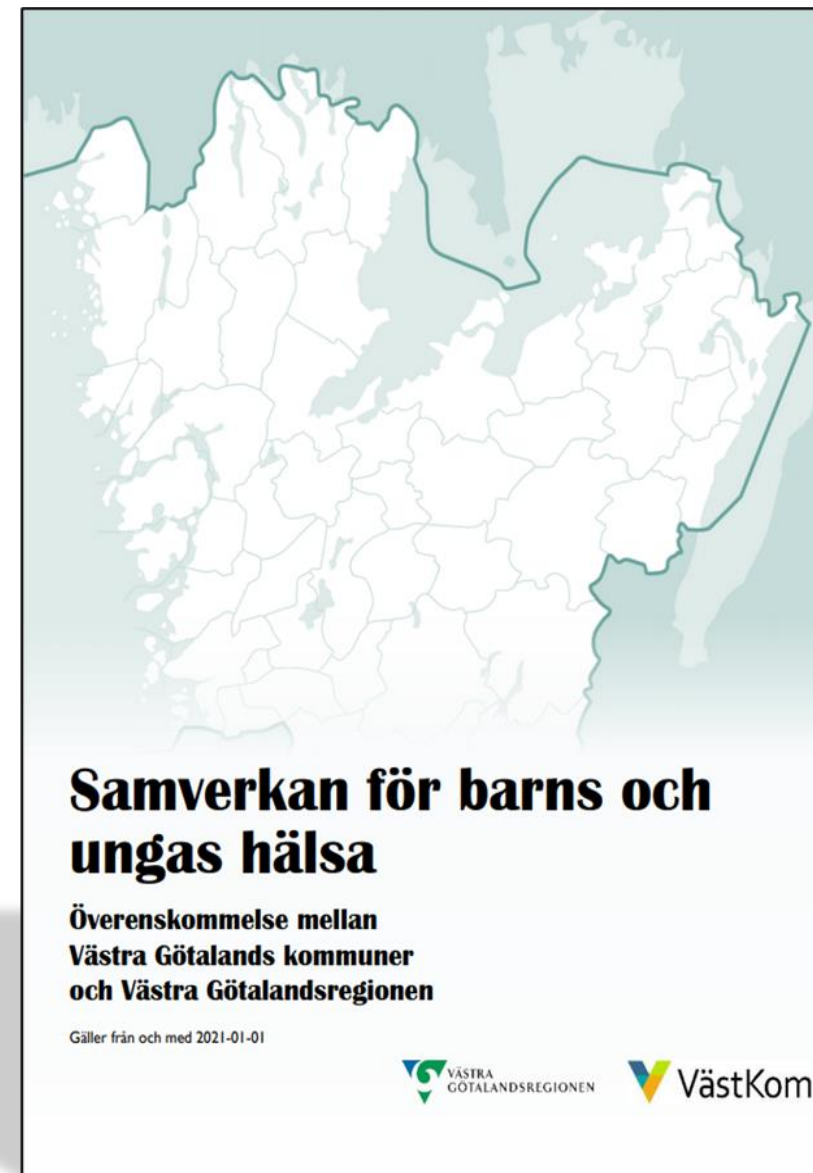 Samverkan för barns och
ungas hälsa
Överenskommelse mellan
Västra Götalands kommuner
och Västra Götalandsregionen
Gäller från och med 2021-01-01
VÄSTRA
GÖTALANDSREGIONEN
VästKom